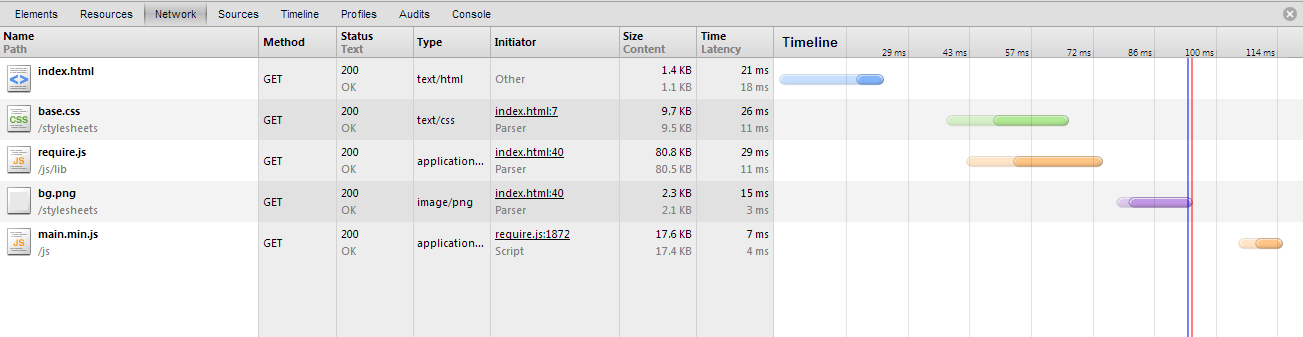 Elements Resources Network Sources Timeline Profiles Audits Console
Name Path Method Status Text Type Initiator Size Content Time Latency Timeline 29 ms 43 ms 57 ms 72 ms 86 ms 100 ms 114 ms
index.html GET 200 OK text/html Other 1.4 KB 1.1 KB 21 ms 18 ms
base.css /stylesheets GET 200 OK text/css index.html:7 Parser 9.7 KB 9.5 KB 26 ms 11 ms
require.js /js/lib GET 200 OK application... index.html:40 Parser 80.8 KB 80.5 KB 29 ms 11 ms
bg.png /stylesheets GET 200 OK image/png index.html:40 Parser 2.3 KB 2.1 KB 15 ms 3 ms
main.min.js /js GET 200 OK application... require.js:1872 Script 17.6 KB 17.4 KB 7 ms 4 ms
CSS
JS
JS